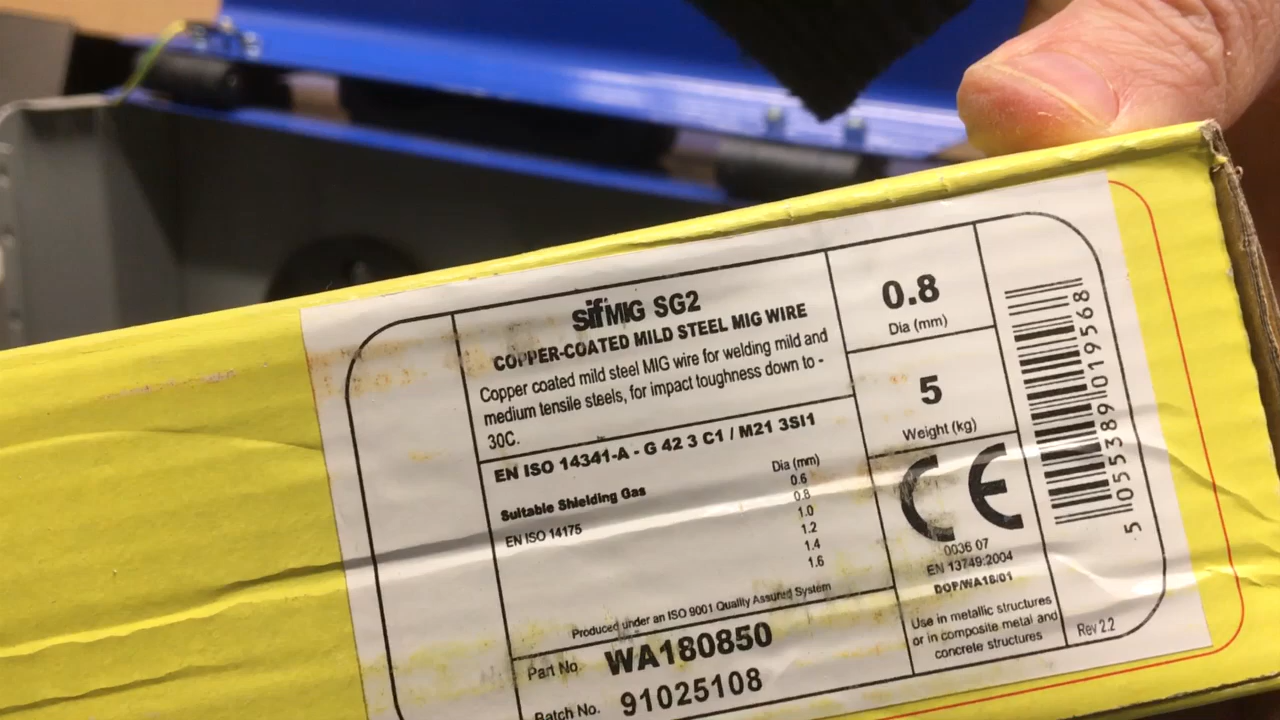 sifMIG SG2
COPPER-COATED MILD STEEL MIG WIRE
Copper coated mild steel MIG wire for welding mild and
medium tensile steels, for impact toughness down to -
30C.
EN ISO 14341-A - G 42 3 C1 / M21 3SI1
Suitable Shielding Gas
EN ISO 14175
Dia (mm)
0.6
0.8
1.0
1.2
1.4
1.6
Produced under an ISO 9001 Quality Assured System
Part No. WA180850
Batch No. 91025108
0.8
Dia (mm)
5
Weight (kg)
CE
0036 07
EN 13749:2004
DOP/WA18/01
Use in metallic structures
or in composite metal and
concrete structures
5 055389 019568
Rev 2.2